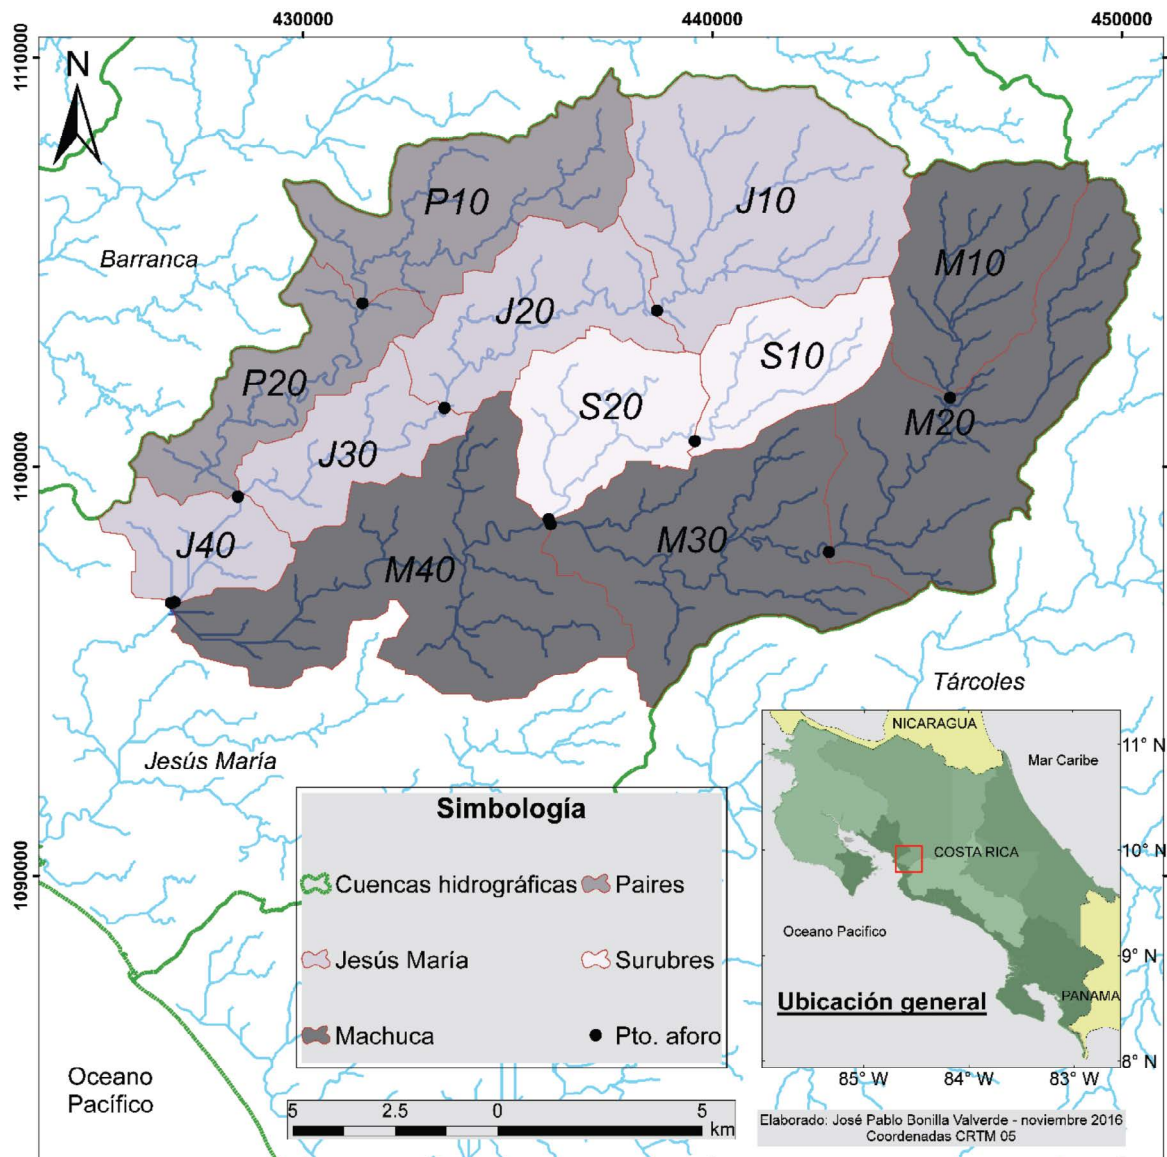 430000
440000
450000
1110000
N
P10
J10
Barranca
M10
J20
S10
P20
S20
M20
J30
1100000
J40
M30
M40
Tárcoles
Jesús María
NICARAGUA
11° N
Mar Caribe
Simbología
10° N
COSTA RICA
1090000
Cuencas hidrográficas
Paires
Oceano Pacifico
Jesús María
Surubres
9° N
PANAMA
Ubicación general
Machuca
Pto. aforo
8° N
85° W
84° W
83° W
Oceano
Pacífico
5
2.5
0
5
km
Elaborado: José Pablo Bonilla Valverde - noviembre 2016
Coordenadas CRTM 05